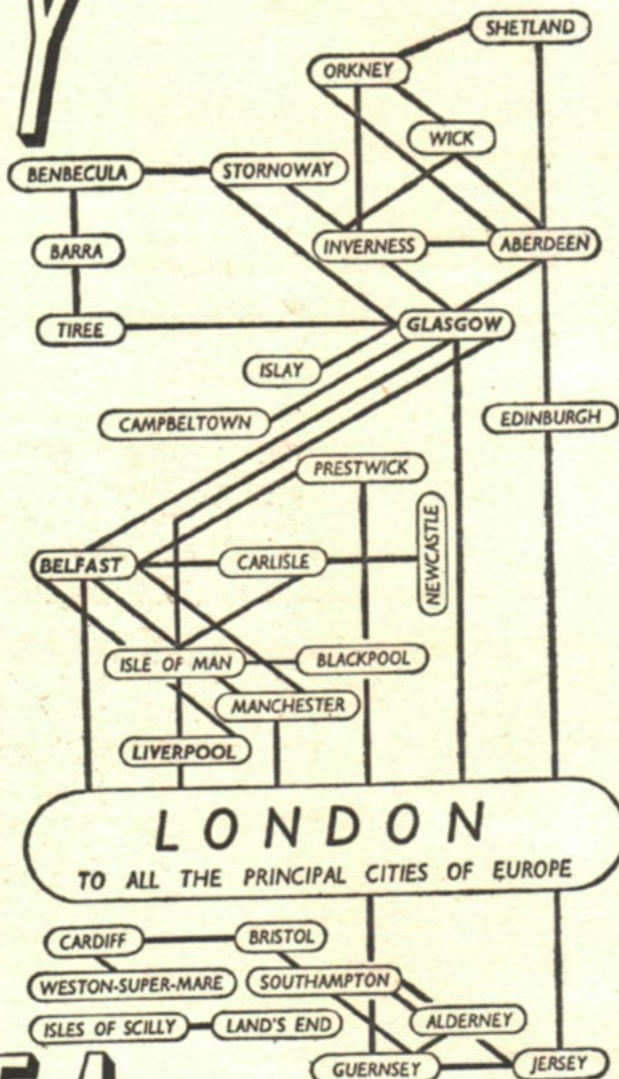 SHETLAND
ORKNEY
WICK
BENBECULA
STORNOWAY
BARRA
INVERNESS
ABERDEEN
TIREE
GLASGOW
ISLAY
CAMPBELTOWN
EDINBURGH
PRESTWICK
NEWCASTLE
BELFAST
CARLISLE
ISLE OF MAN
BLACKPOOL
MANCHESTER
LIVERPOOL
LONDON
TO ALL THE PRINCIPAL CITIES OF EUROPE
CARDIFF
BRISTOL
WESTON-SUPER-MARE
SOUTHAMPTON
ISLES OF SCILLY
LAND'S END
ALDERNEY
GUERNSEY
JERSEY